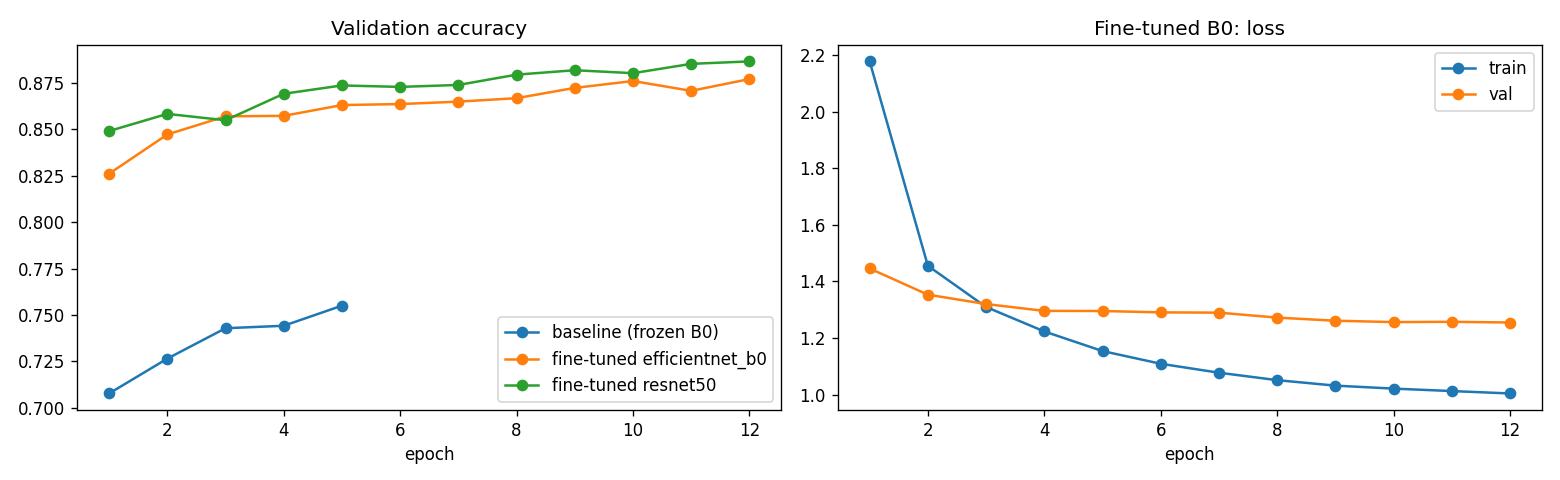 Validation accuracy
0.875
0.850
0.825
0.800
0.775
0.750
0.725
0.700
baseline (frozen B0)
fine-tuned efficientnet_b0
fine-tuned resnet50
2 4 6 8 10 12
epoch
Fine-tuned B0: loss
2.2
2.0
1.8
1.6
1.4
1.2
1.0
train
val
2 4 6 8 10 12
epoch